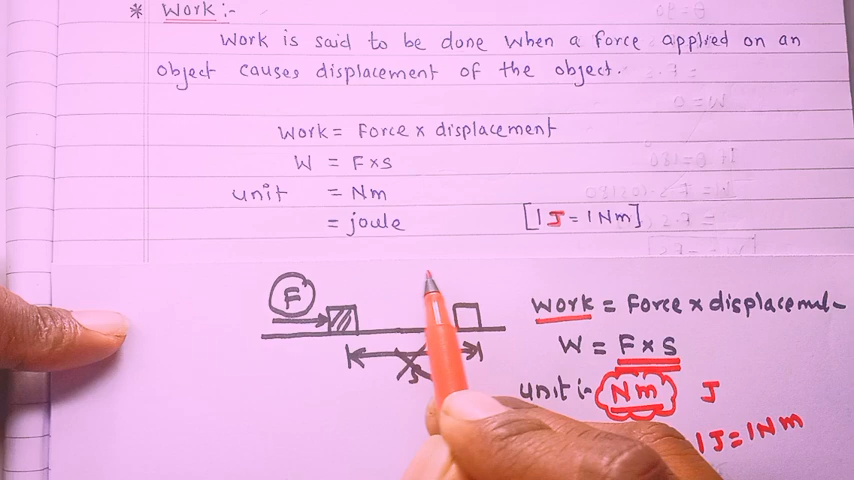 * Work :-
Work is said to be done when a force applied on an
object causes displacement of the object.
Work = Force x displacement
W = F x s
unit = Nm
= joule [1 J = 1 Nm]
F
s
Work = Force x displacemul-
W = F x S
unit :- Nm J
1 J = 1 Nm